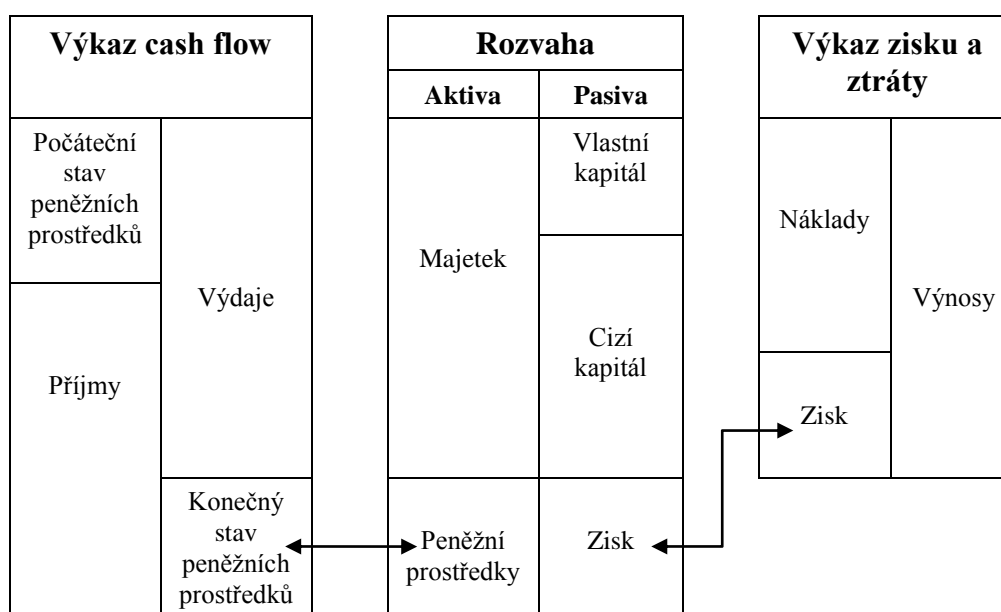 Výkaz cash flow
Počáteční
stav
peněžních
prostředků
Příjmy
Výdaje
Konečný
stav
peněžních
prostředků
Rozvaha
Aktiva
Pasiva
Majetek
Peněžní
prostředky
Vlastní
kapitál
Cizí
kapitál
Zisk
Výkaz zisku a
ztráty
Náklady
Zisk
Výnosy